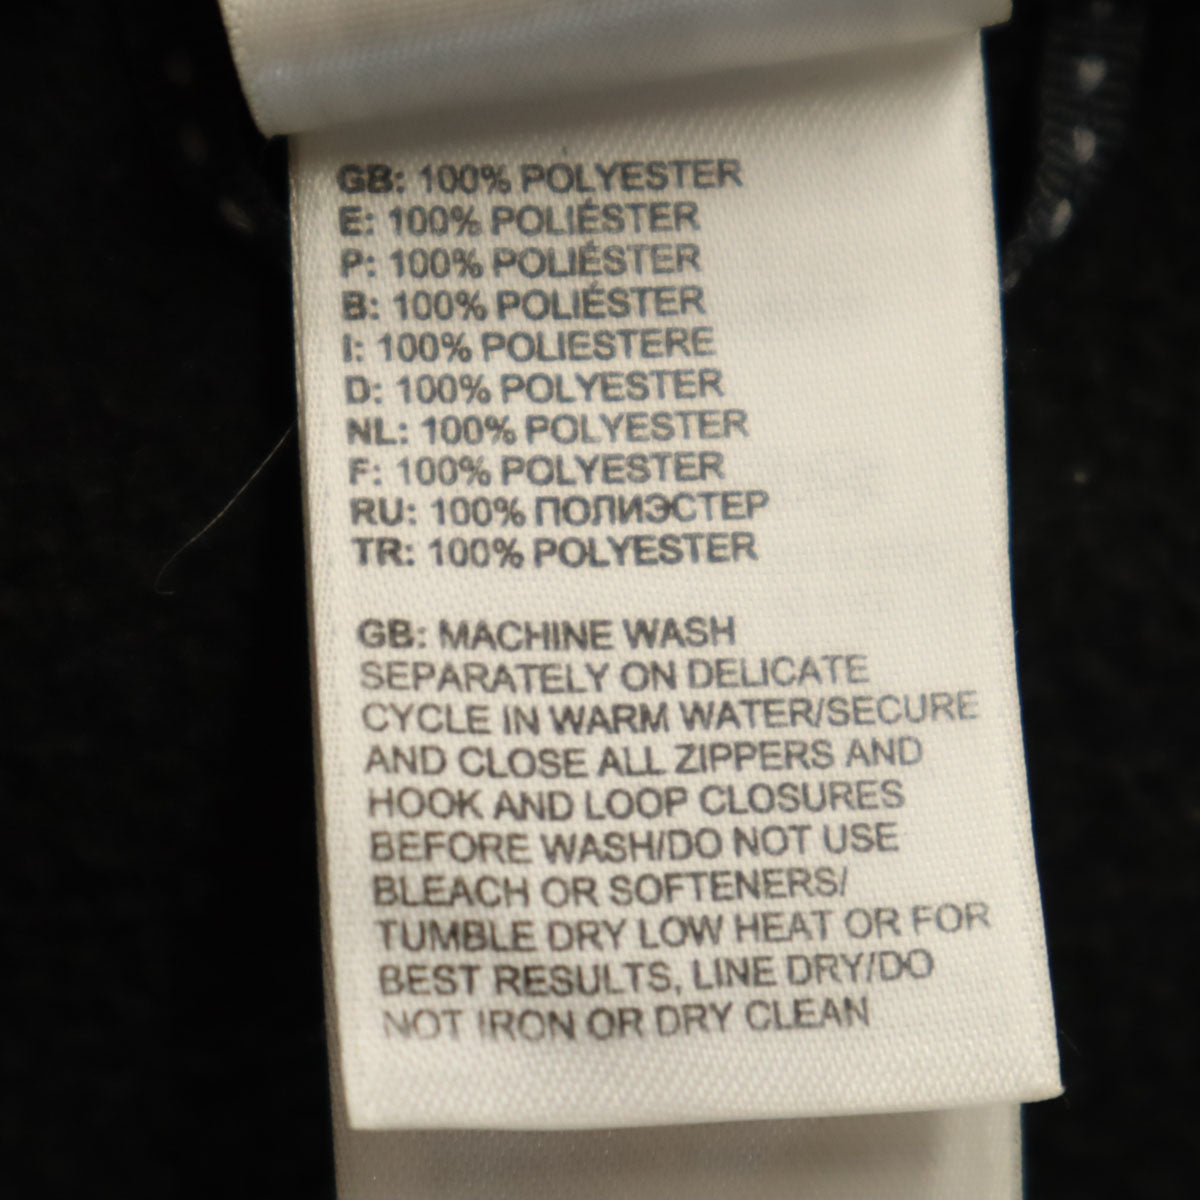 GB: 100% POLYESTER
E: 100% POLIÉSTER
P: 100% POLIÉSTER
B: 100% POLIÉSTER
I: 100% POLIESTERE
D: 100% POLYESTER
NL: 100% POLYESTER
F: 100% POLYESTER
RU: 100% ПОЛИЭСТЕР
TR: 100% POLYESTER
GB: MACHINE WASH
SEPARATELY ON DELICATE
CYCLE IN WARM WATER/SECURE
AND CLOSE ALL ZIPPERS AND
HOOK AND LOOP CLOSURES
BEFORE WASH/DO NOT USE
BLEACH OR SOFTENERS/
TUMBLE DRY LOW HEAT OR FOR
BEST RESULTS, LINE DRY/DO
NOT IRON OR DRY CLEAN